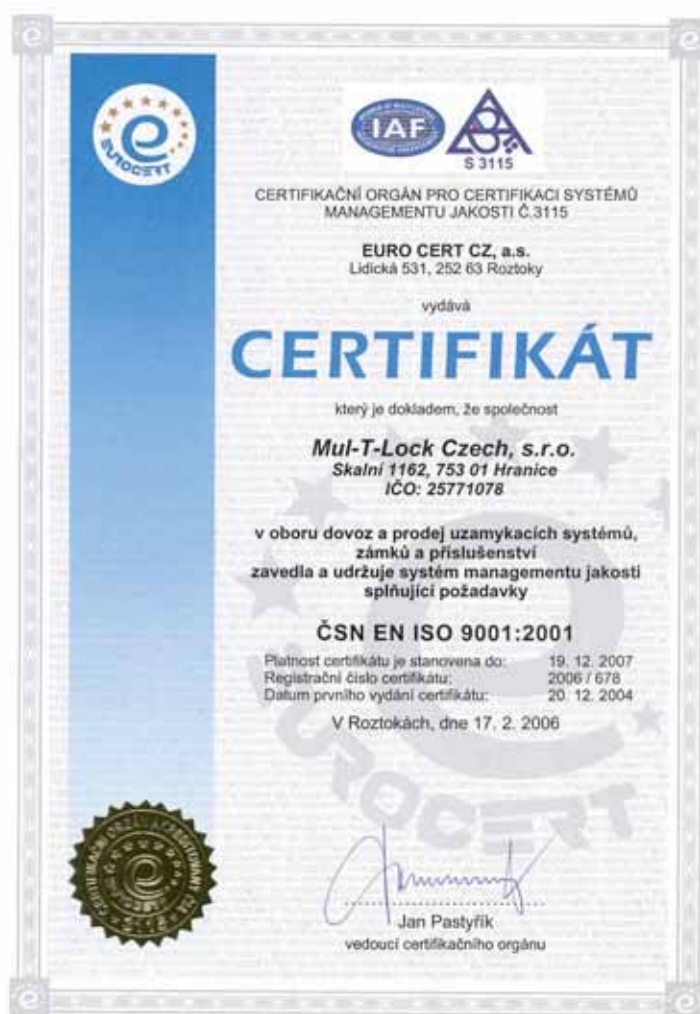 EUROCERT
IAF
S 3115
CERTIFIKAČNÍ ORGÁN PRO CERTIFIKACI SYSTÉMŮ
MANAGEMENTU JAKOSTI Č.3115
EURO CERT CZ, a.s.
Lidická 531, 252 63 Roztoky
vydává
CERTIFIKÁT
který je dokladem, že společnost
Mul-T-Lock Czech, s.r.o.
Skalní 1162, 753 01 Hranice
IČO: 25771078
v oboru dovoz a prodej uzamykacích systémů,
zámků a příslušenství
zavedla a udržuje systém managementu jakosti
splňující požadavky
ČSN EN ISO 9001:2001
Platnost certifikátu je stanovena do: 19. 12. 2007
Registrační číslo certifikátu: 2006 / 678
Datum prvního vydání certifikátu: 20. 12. 2004
V Roztokách, dne 17. 2. 2006
EUROCERT
Jan Pastyřík
vedoucí certifikačního orgánu